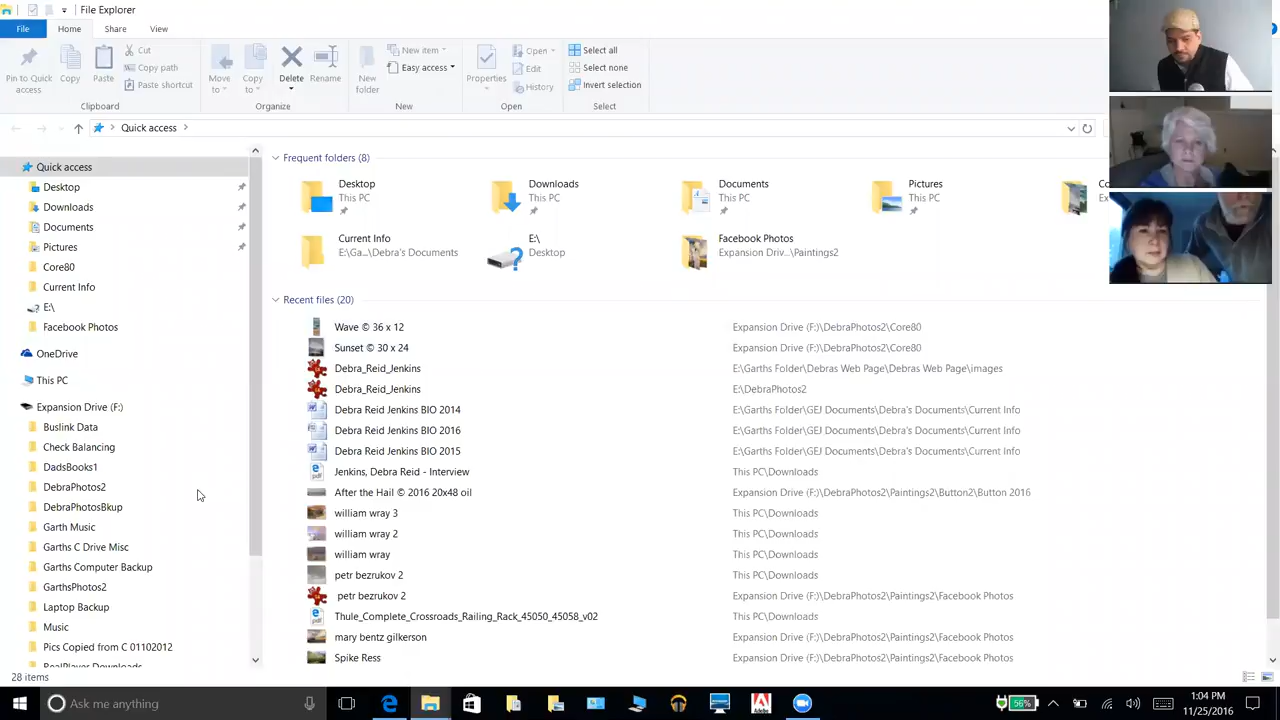 File Explorer
File Home Share View
Pin to Quick access
Copy
Paste
Cut
Copy path
Paste shortcut
Clipboard
Move to
Copy to
Delete
Rename
Organize
New folder
New item
Easy access
New
Properties
Open
Edit
History
Open
Select all
Select none
Invert selection
Select
Quick access
Quick access
Desktop
Downloads
Documents
Pictures
Core80
Current Info
E:\
Facebook Photos
OneDrive
This PC
Expansion Drive (F:)
Buslink Data
Check Balancing
DadsBooks1
DebraPhotos2
DebraPhotosBkup
Garth Music
Garths C Drive Misc
Garths Computer Backup
GarthsPhotos2
Laptop Backup
Music
Pics Copied from C 01102012
RealPlayer Downloads
Frequent folders (8)
Desktop
This PC
Downloads
This PC
Documents
This PC
Pictures
This PC
Co
Ex
Current Info
E:\Ga...\Debra's Documents
E:\
Desktop
Facebook Photos
Expansion Driv...\Paintings2
Recent files (20)
Wave © 36 x 12 Expansion Drive (F:)\DebraPhotos2\Core80
Sunset © 30 x 24 Expansion Drive (F:)\DebraPhotos2\Core80
Debra_Reid_Jenkins E:\Garths Folder\Debras Web Page\Debras Web Page\images
Debra_Reid_Jenkins E:\DebraPhotos2
Debra Reid Jenkins BIO 2014 E:\Garths Folder\GEJ Documents\Debra's Documents\Current Info
Debra Reid Jenkins BIO 2016 E:\Garths Folder\GEJ Documents\Debra's Documents\Current Info
Debra Reid Jenkins BIO 2015 E:\Garths Folder\GEJ Documents\Debra's Documents\Current Info
Jenkins, Debra Reid - Interview This PC\Downloads
After the Hail © 2016 20x48 oil Expansion Drive (F:)\DebraPhotos2\Paintings2\Button2\Button 2016
william wray 3 This PC\Downloads
william wray 2 This PC\Downloads
william wray This PC\Downloads
petr bezrukov 2 This PC\Downloads
petr bezrukov 2 Expansion Drive (F:)\DebraPhotos2\Paintings2\Facebook Photos
Thule_Complete_Crossroads_Railing_Rack_45050_45058_v02 This PC\Downloads
mary bentz gilkerson Expansion Drive (F:)\DebraPhotos2\Paintings2\Facebook Photos
Spike Ress Expansion Drive (F:)\DebraPhotos2\Paintings2\Facebook Photos
28 items
Ask me anything
Adobe
56%
1:04 PM
11/25/2016